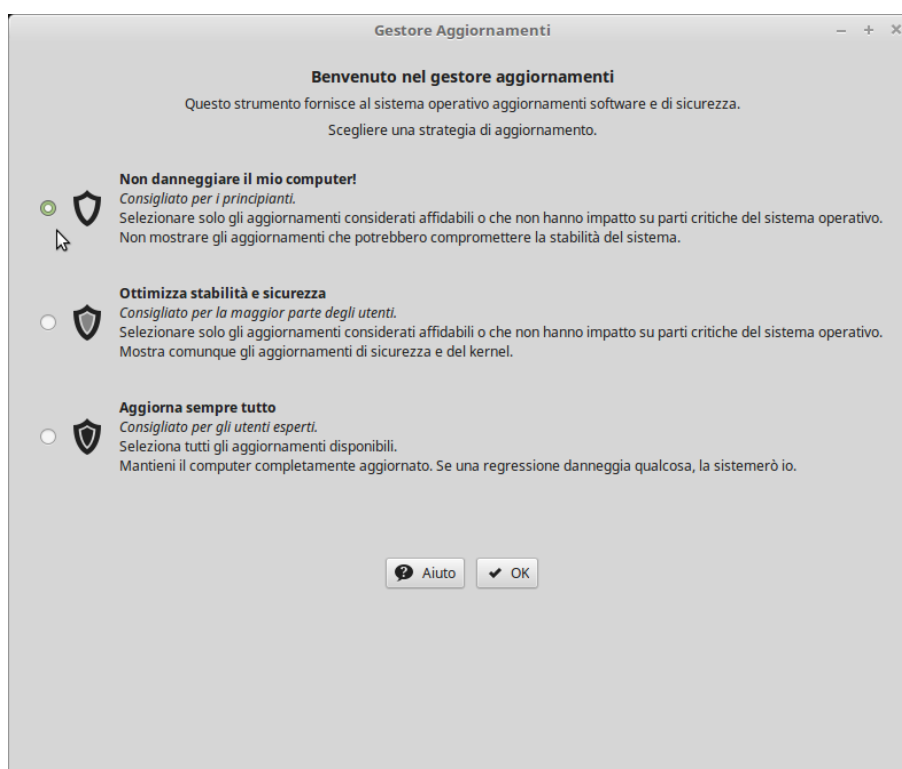 Gestore Aggiornamenti
Benvenuto nel gestore aggiornamenti
Questo strumento fornisce al sistema operativo aggiornamenti software e di sicurezza.
Scegliere una strategia di aggiornamento.
Non danneggiare il mio computer!
Consigliato per i principianti.
Selezionare solo gli aggiornamenti considerati affidabili o che non hanno impatto su parti critiche del sistema operativo.
Non mostrare gli aggiornamenti che potrebbero compromettere la stabilità del sistema.
Ottimizza stabilità e sicurezza
Consigliato per la maggior parte degli utenti.
Selezionare solo gli aggiornamenti considerati affidabili o che non hanno impatto su parti critiche del sistema operativo.
Mostra comunque gli aggiornamenti di sicurezza e del kernel.
Aggiorna sempre tutto
Consigliato per gli utenti esperti.
Seleziona tutti gli aggiornamenti disponibili.
Mantieni il computer completamente aggiornato. Se una regressione danneggia qualcosa, la sistemerò io.
Aiuto OK